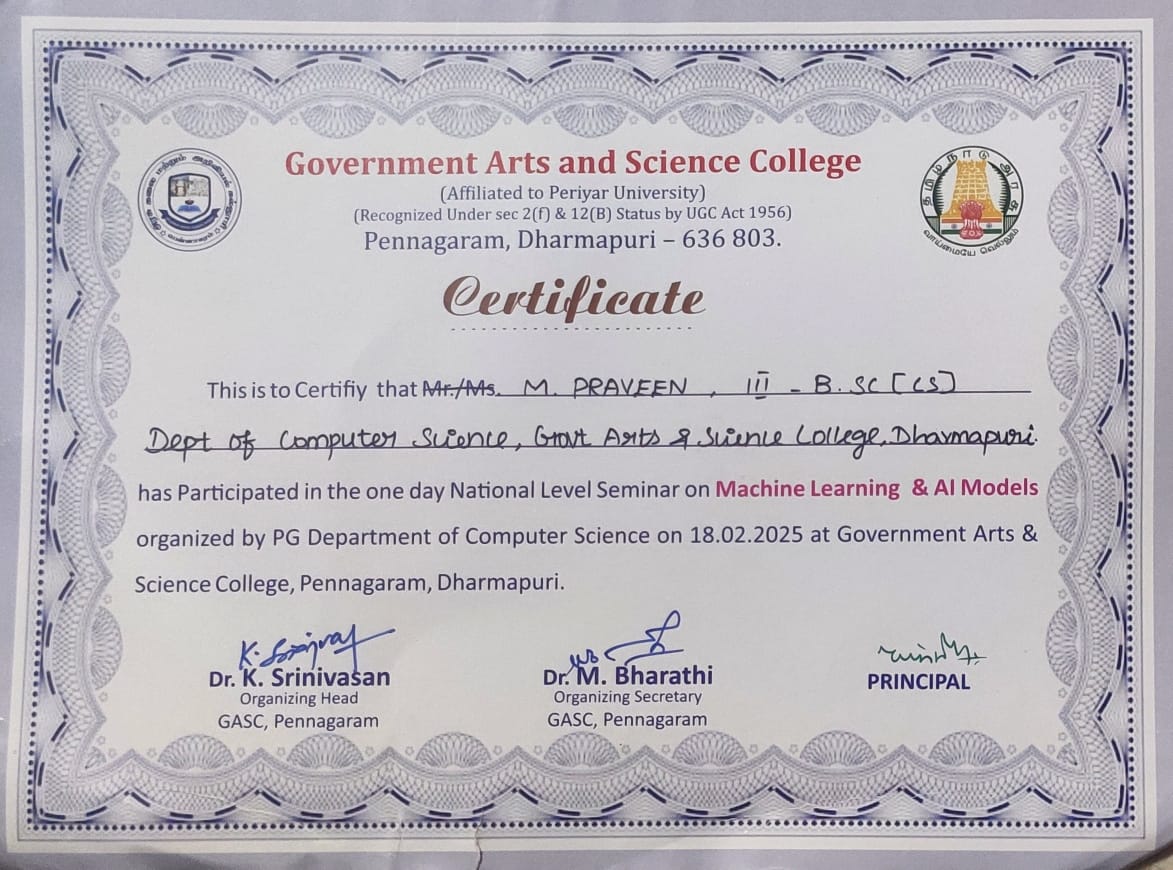 Government Arts and Science College
(Affiliated to Periyar University)
(Recognized Under sec 2(f) & 12(B) Status by UGC Act 1956)
Pennagaram, Dharmapuri – 636 803.
தமிழ்நாடு அரசு
வாய்மையே வெல்லும்
Certificate
This is to Certifiy that Mr./Ms. M. PRAVEEN, III - B.SC [CS]
Dept of Computer Science, Govt Arts & Science College, Dharmapuri.
has Participated in the one day National Level Seminar on Machine Learning & AI Models
organized by PG Department of Computer Science on 18.02.2025 at Government Arts &
Science College, Pennagaram, Dharmapuri.
Dr. K. Srinivasan
Organizing Head
GASC, Pennagaram
Dr. M. Bharathi
Organizing Secretary
GASC, Pennagaram
PRINCIPAL